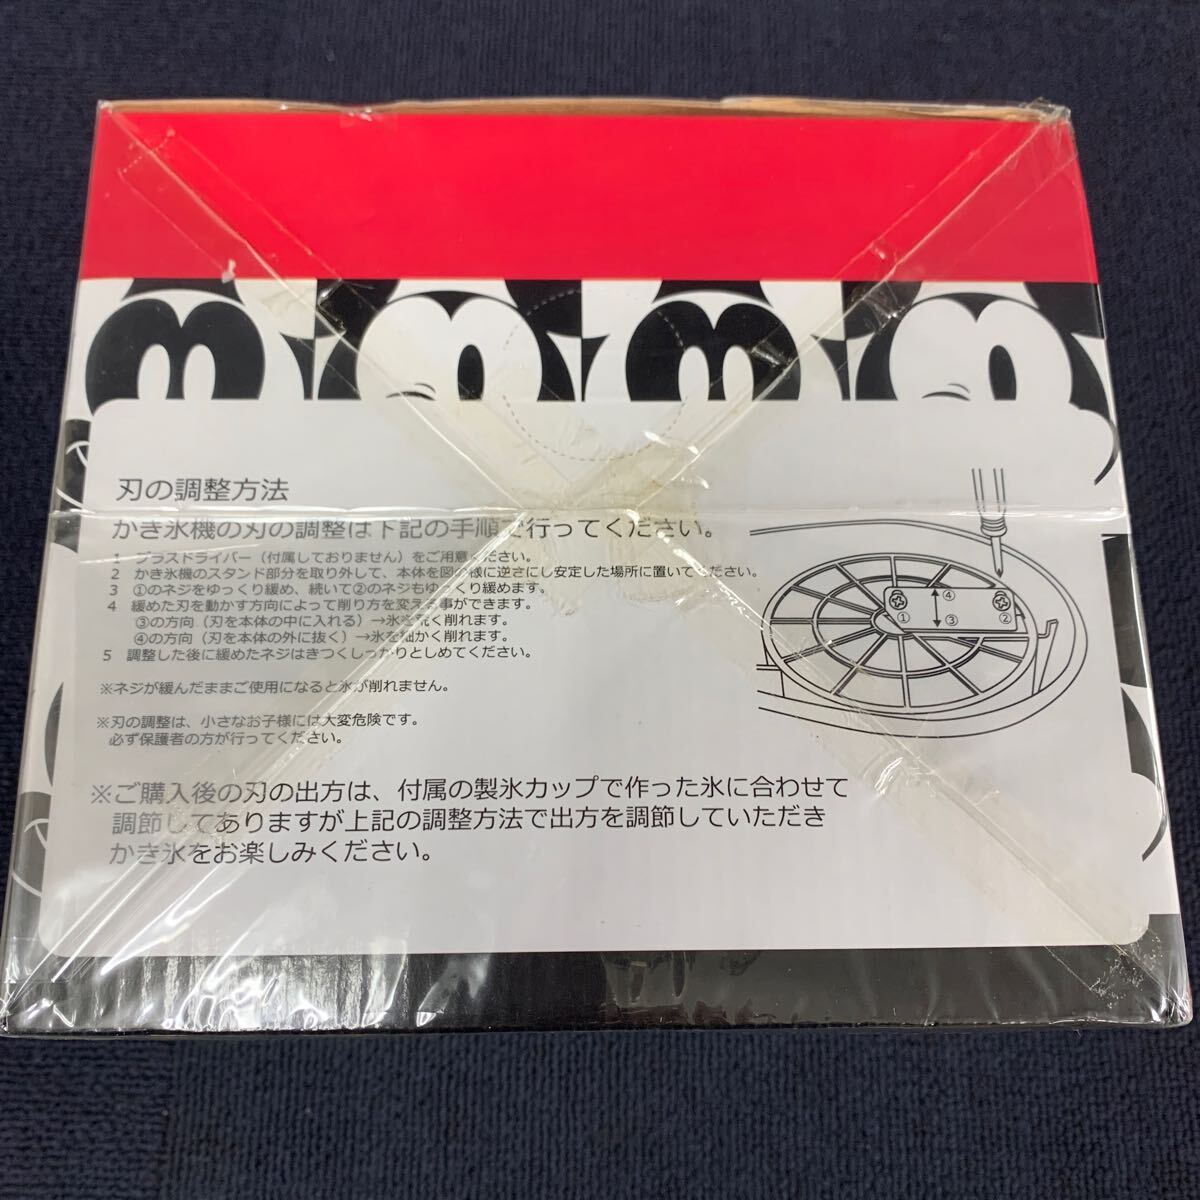 刃の調整方法
かき氷機の刃の調整は下記の手順で行ってください。
1 プラスドライバー（付属しておりません）をご用意ください。
2 かき氷機のスタンド部分を取り外して、本体を図の様に逆さにし安定した場所に置いてください。
3 ①のネジをゆっくり緩め、続いて②のネジもゆっくり緩めます。
4 緩めた刃を動かす方向によって削り方を変える事ができます。
③の方向（刃を本体の中に入れる）→氷を荒く削れます。
④の方向（刃を本体の外に抜く）→氷を細かく削れます。
5 調整した後に緩めたネジはきつくしっかりとしめてください。
※ネジが緩んだままご使用になると氷が削れません。
※刃の調整は、小さなお子様には大変危険です。
必ず保護者の方が行ってください。
④
① ③ ②
※ご購入後の刃の出方は、付属の製氷カップで作った氷に合わせて
調節してありますが上記の調整方法で出方を調節していただき
かき氷をお楽しみください。